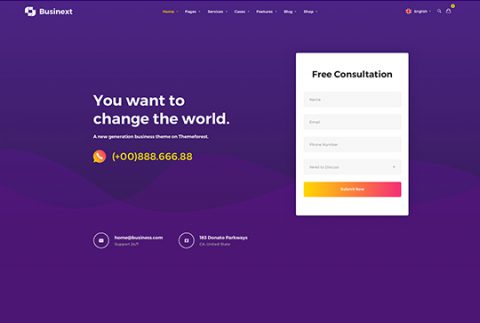 Businext
Home Pages Services Cases Features Blog Shop
English
0
Free Consultation
Name
Email
Phone Number
Need to Discuss
Submit Now
You want to
change the world.
A new generation business theme on Themeforest.
(+00)888.666.88
home@business.com
Support 24/7
183 Donato Parkways
CA, United State